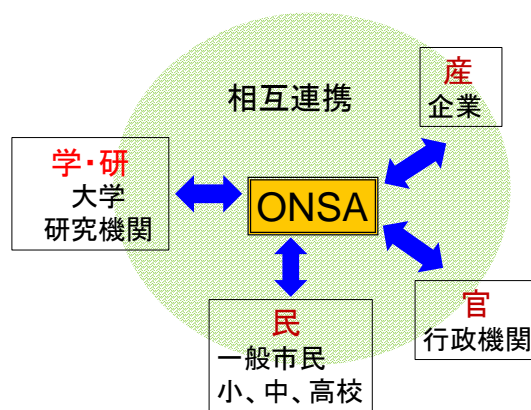 産
企業
相互連携
学・研
大学
研究機関
ONSA
官
行政機関
民
一般市民
小、中、高校